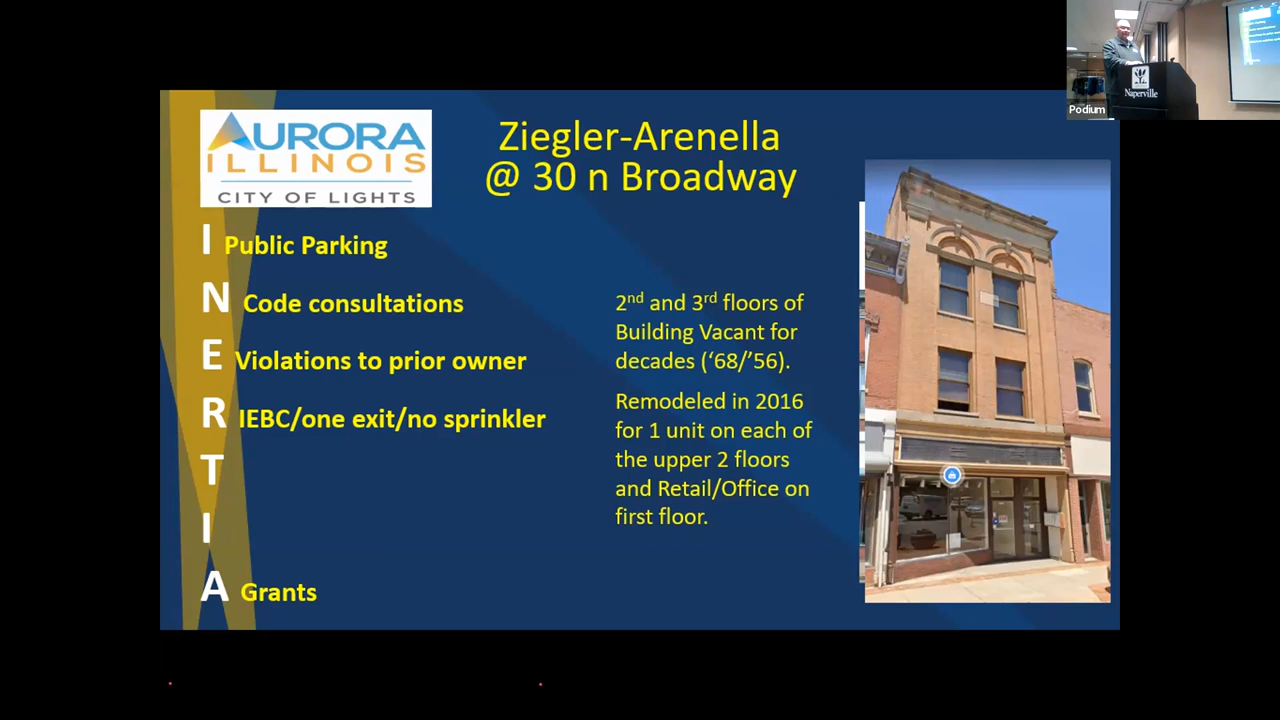 AURORA
ILLINOIS
CITY OF LIGHTS
Ziegler-Arenella
@ 30 n Broadway
I Public Parking
N Code consultations
E Violations to prior owner
R IEBC/one exit/no sprinkler
T
I
A Grants
2nd and 3rd floors of
Building Vacant for
decades (‘68/’56).
Remodeled in 2016
for 1 unit on each of
the upper 2 floors
and Retail/Office on
first floor.
Naperville
Podium